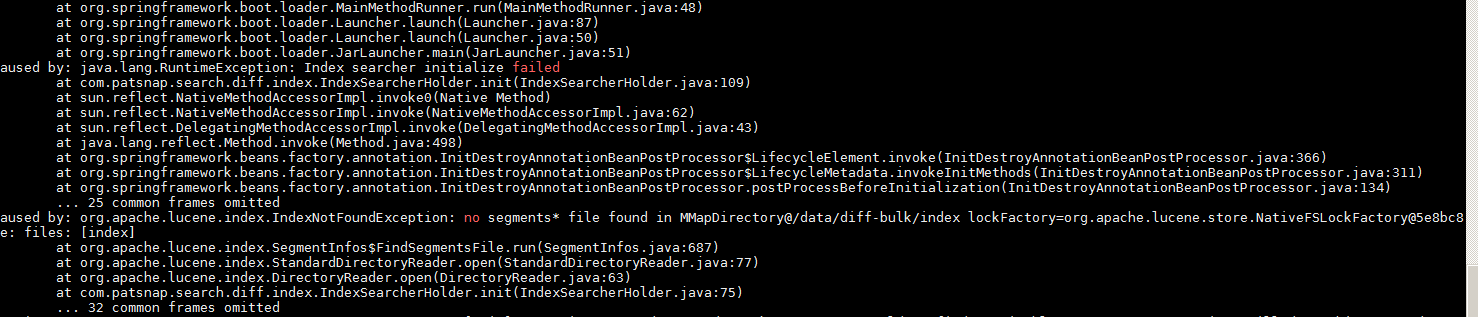 at org.springframework.boot.loader.MainMethodRunner.run(MainMethodRunner.java:48)
at org.springframework.boot.loader.Launcher.launch(Launcher.java:87)
at org.springframework.boot.loader.Launcher.launch(Launcher.java:50)
at org.springframework.boot.loader.JarLauncher.main(JarLauncher.java:51)
aused by: java.lang.RuntimeException: Index searcher initialize failed
at com.patsnap.search.diff.index.IndexSearcherHolder.init(IndexSearcherHolder.java:109)
at sun.reflect.NativeMethodAccessorImpl.invoke0(Native Method)
at sun.reflect.NativeMethodAccessorImpl.invoke(NativeMethodAccessorImpl.java:62)
at sun.reflect.DelegatingMethodAccessorImpl.invoke(DelegatingMethodAccessorImpl.java:43)
at java.lang.reflect.Method.invoke(Method.java:498)
at org.springframework.beans.factory.annotation.InitDestroyAnnotationBeanPostProcessor$LifecycleElement.invoke(InitDestroyAnnotationBeanPostProcessor.java:366)
at org.springframework.beans.factory.annotation.InitDestroyAnnotationBeanPostProcessor$LifecycleMetadata.invokeInitMethods(InitDestroyAnnotationBeanPostProcessor.java:311)
at org.springframework.beans.factory.annotation.InitDestroyAnnotationBeanPostProcessor.postProcessBeforeInitialization(InitDestroyAnnotationBeanPostProcessor.java:134)
... 25 common frames omitted
aused by: org.apache.lucene.index.IndexNotFoundException: no segments* file found in MMapDirectory@/data/diff-bulk/index lockFactory=org.apache.lucene.store.NativeFSLockFactory@5e8bc8
e: files: [index]
at org.apache.lucene.index.SegmentInfos$FindSegmentsFile.run(SegmentInfos.java:687)
at org.apache.lucene.index.StandardDirectoryReader.open(StandardDirectoryReader.java:77)
at org.apache.lucene.index.DirectoryReader.open(DirectoryReader.java:63)
at com.patsnap.search.diff.index.IndexSearcherHolder.init(IndexSearcherHolder.java:75)
... 32 common frames omitted